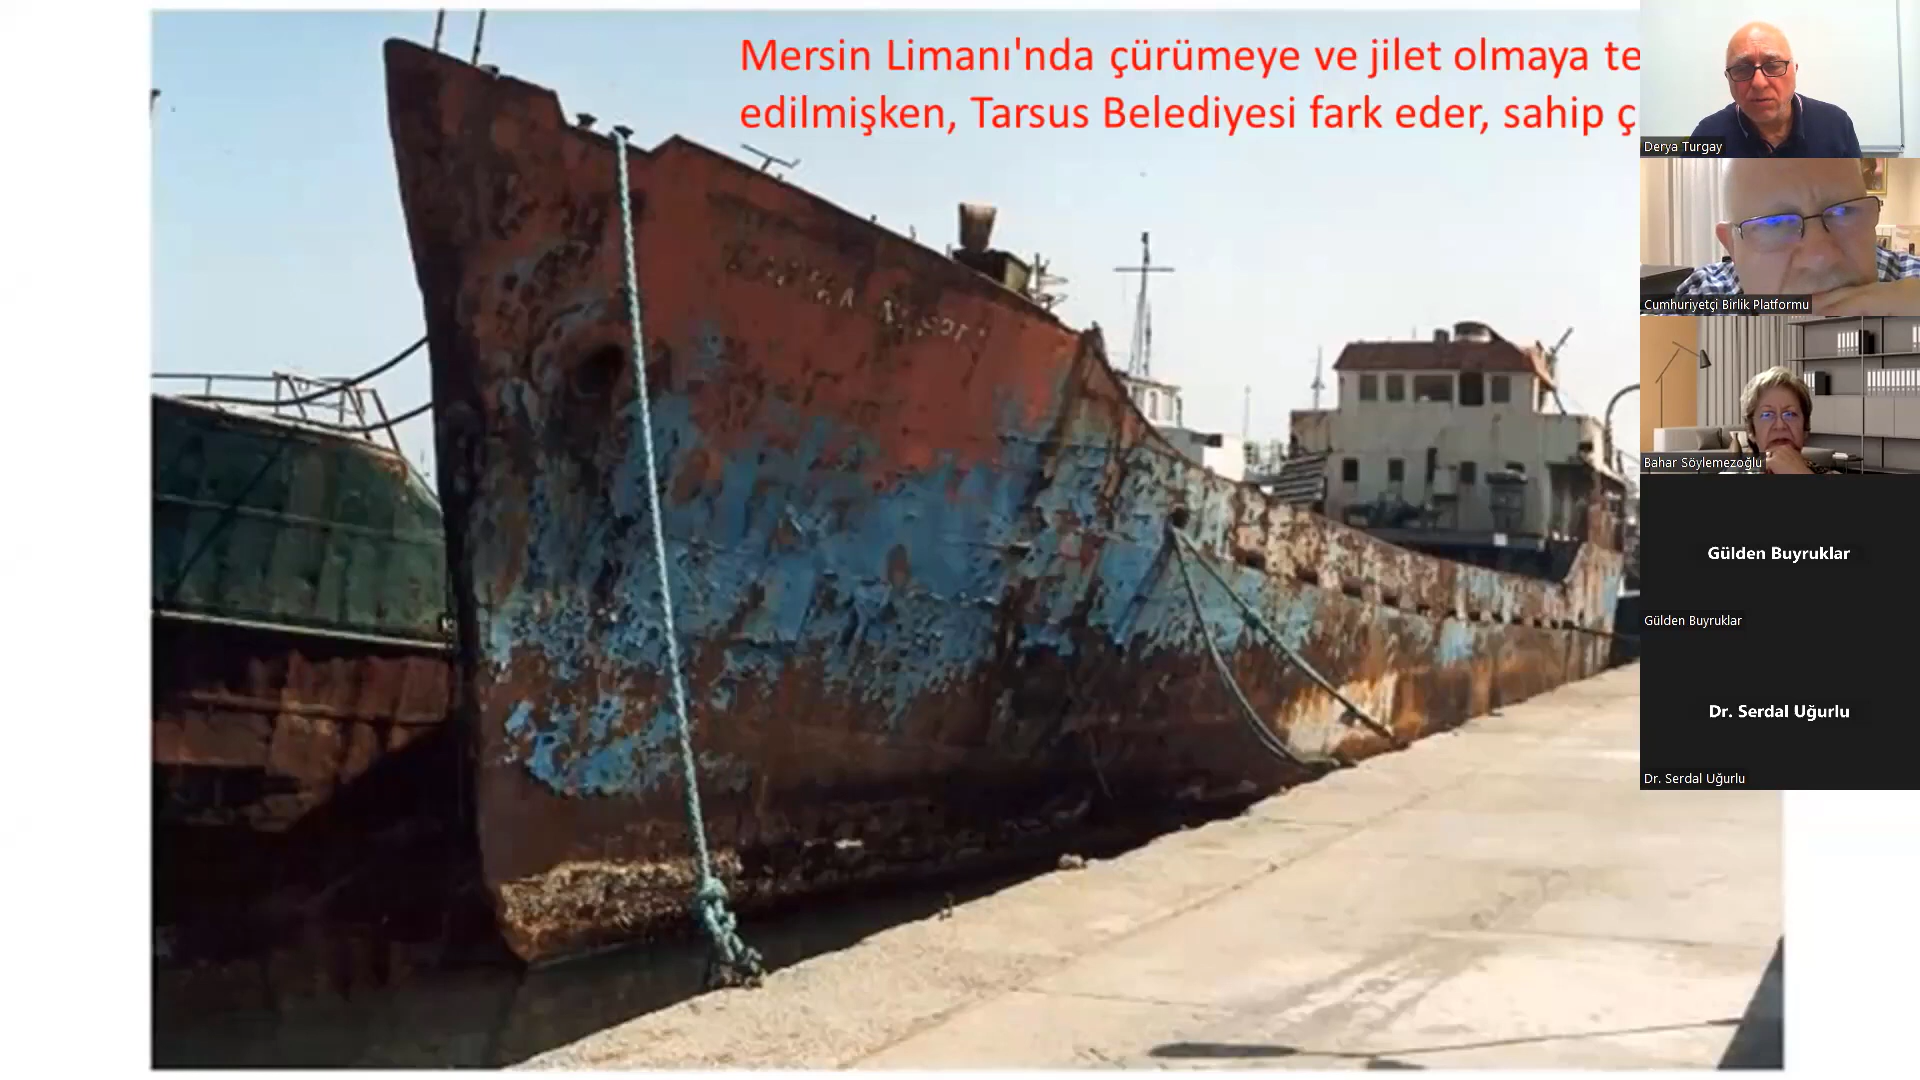 Mersin Limanı'nda çürümeye ve jilet olmaya te
edilmişken, Tarsus Belediyesi fark eder, sahip ç
Derya Turgay
Cumhuriyetçi Birlik Platformu
Bahar Söylemezoğlu
Gülden Buyruklar
Gülden Buyruklar
Dr. Serdal Uğurlu
Dr. Serdal Uğurlu